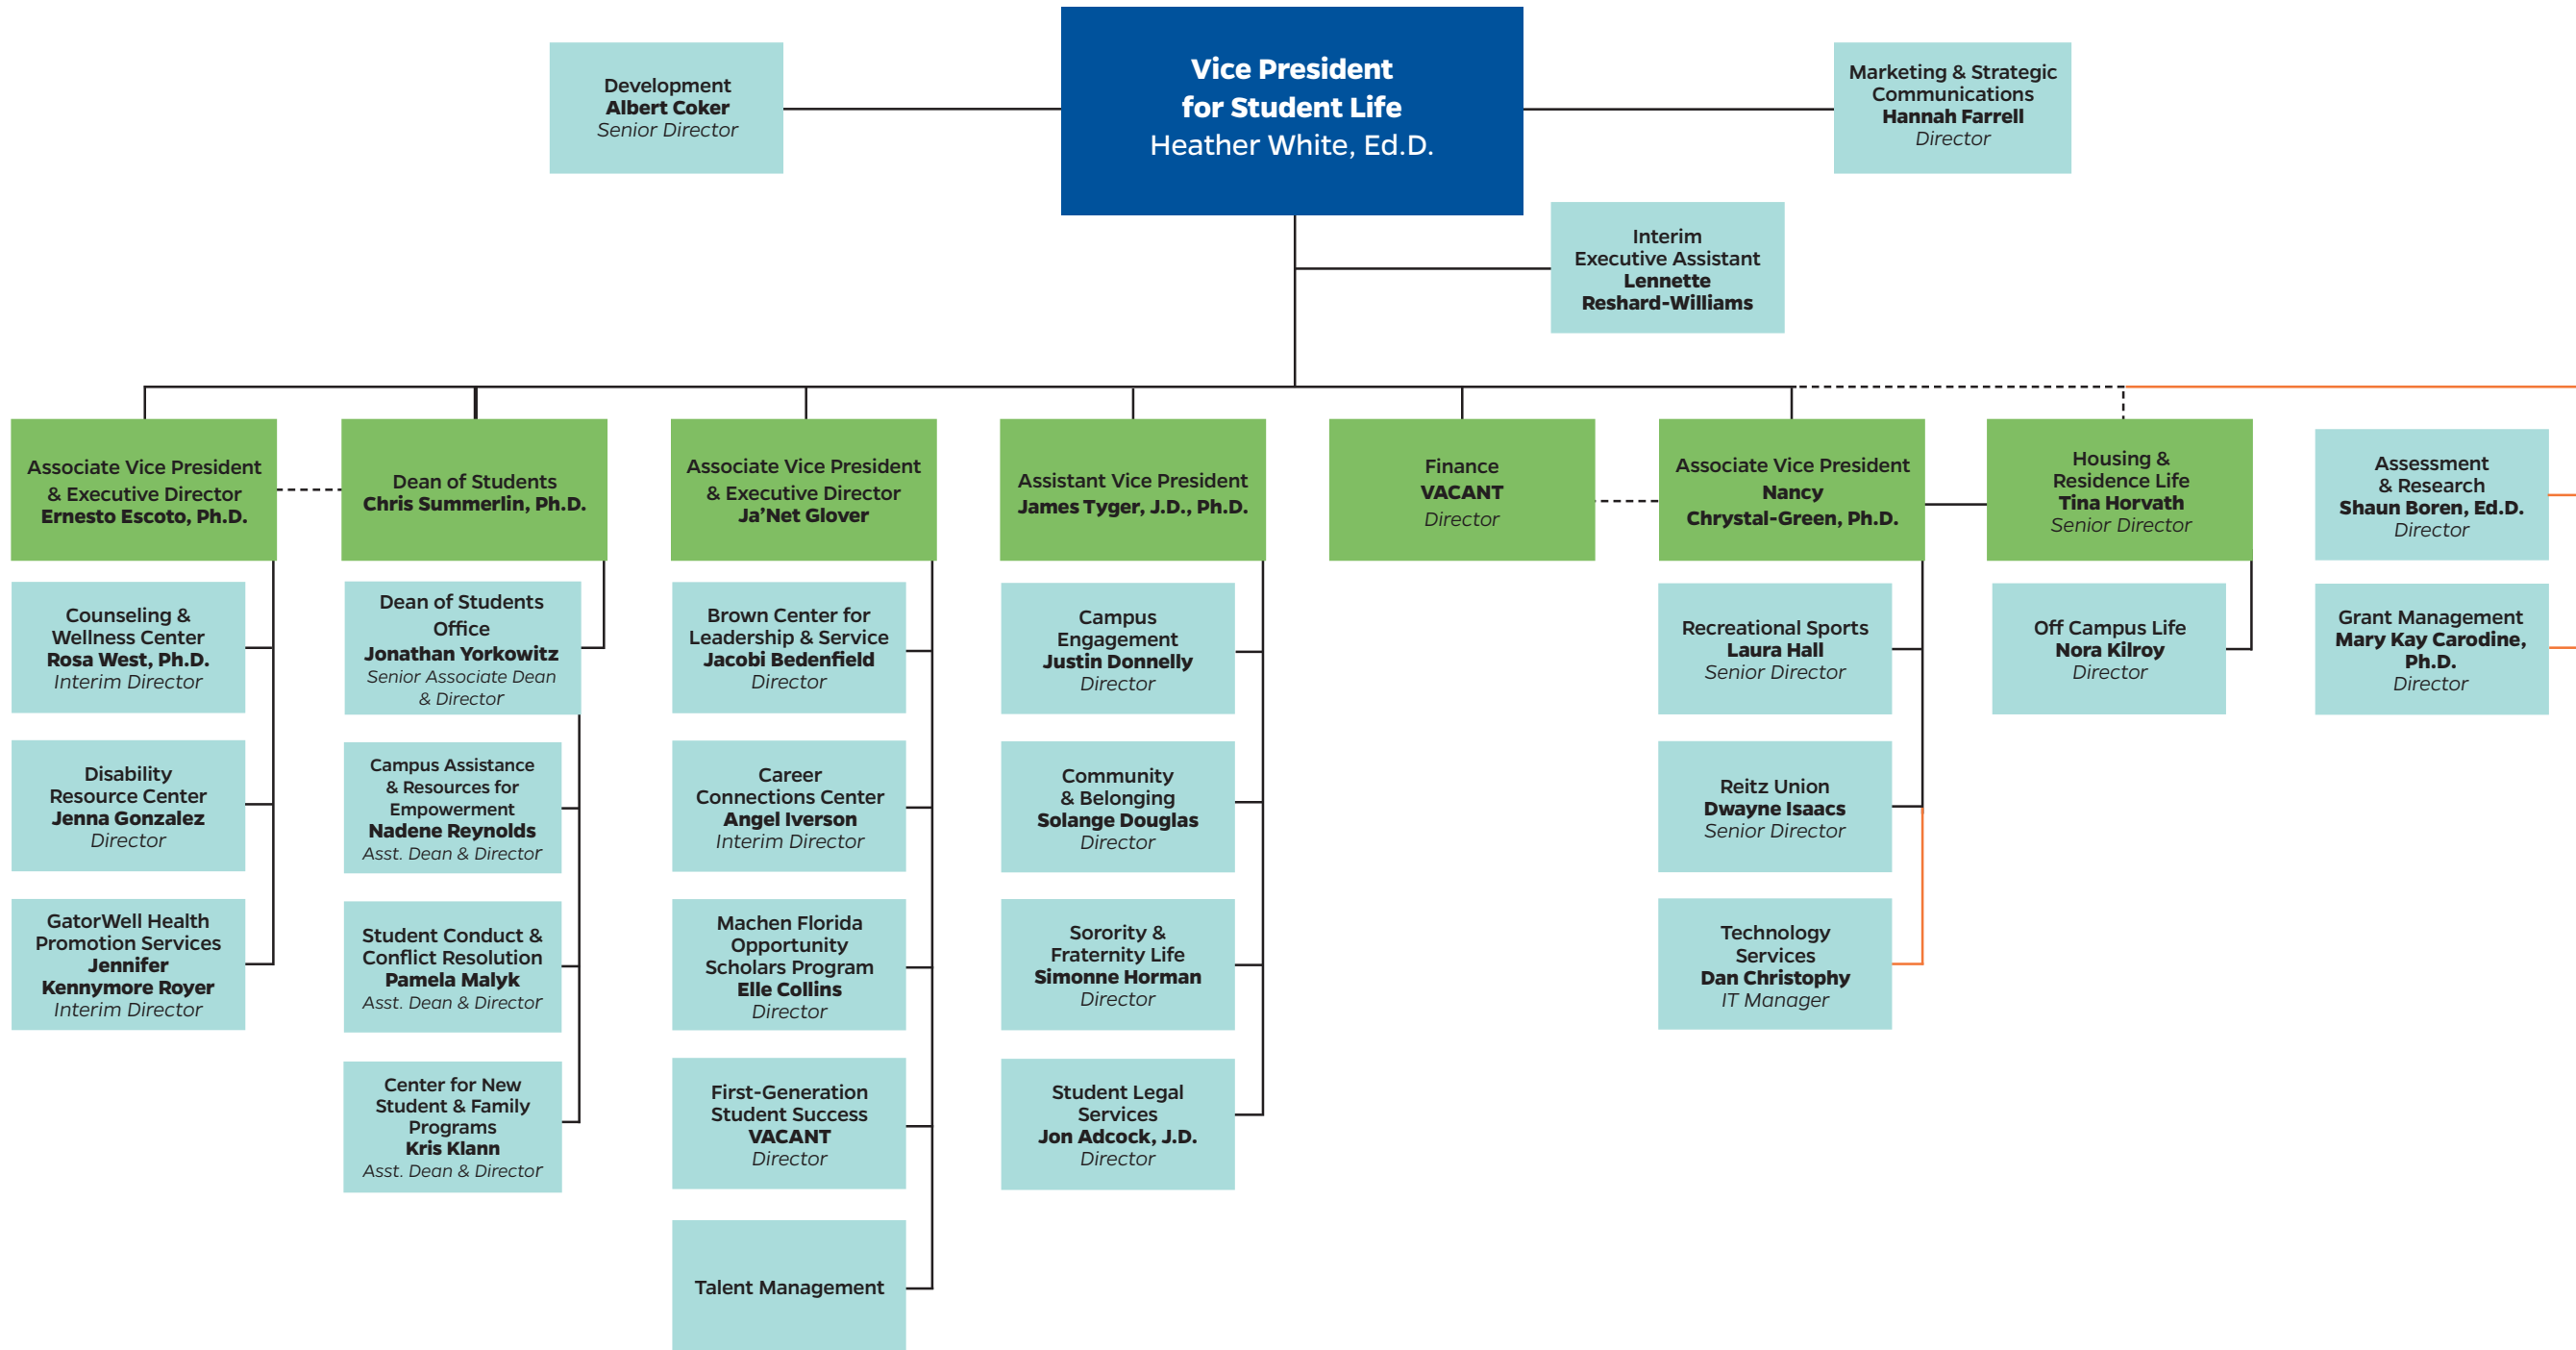 Vice President
for Student Life
Heather White, Ed.D.
Development
Albert Coker
Senior Director
Marketing & Strategic
Communications
Hannah Farrell
Director
Interim
Executive Assistant
Lennette
Reshard-Williams
Associate Vice President
& Executive Director
Ernesto Escoto, Ph.D.
Counseling &
Wellness Center
Rosa West, Ph.D.
Interim Director
Disability
Resource Center
Jenna Gonzalez
Director
GatorWell Health
Promotion Services
Jennifer
Kennymore Royer
Interim Director
Dean of Students
Chris Summerlin, Ph.D.
Dean of Students
Office
Jonathan Yorkowitz
Senior Associate Dean
& Director
Campus Assistance
& Resources for
Empowerment
Nadene Reynolds
Asst. Dean & Director
Student Conduct &
Conflict Resolution
Pamela Malyk
Asst. Dean & Director
Center for New
Student & Family
Programs
Kris Klann
Asst. Dean & Director
Associate Vice President
& Executive Director
Ja’Net Glover
Brown Center for
Leadership & Service
Jacobi Bedenfield
Director
Career
Connections Center
Angel Iverson
Interim Director
Machen Florida
Opportunity
Scholars Program
Elle Collins
Director
First-Generation
Student Success
VACANT
Director
Talent Management
Assistant Vice President
James Tyger, J.D., Ph.D.
Campus
Engagement
Justin Donnelly
Director
Community
& Belonging
Solange Douglas
Director
Sorority &
Fraternity Life
Simonne Horman
Director
Student Legal
Services
Jon Adcock, J.D.
Director
Finance
VACANT
Director
Associate Vice President
Nancy
Chrystal-Green, Ph.D.
Recreational Sports
Laura Hall
Senior Director
Reitz Union
Dwayne Isaacs
Senior Director
Technology
Services
Dan Christophy
IT Manager
Housing &
Residence Life
Tina Horvath
Senior Director
Off Campus Life
Nora Kilroy
Director
Assessment
& Research
Shaun Boren, Ed.D.
Director
Grant Management
Mary Kay Carodine,
Ph.D.
Director